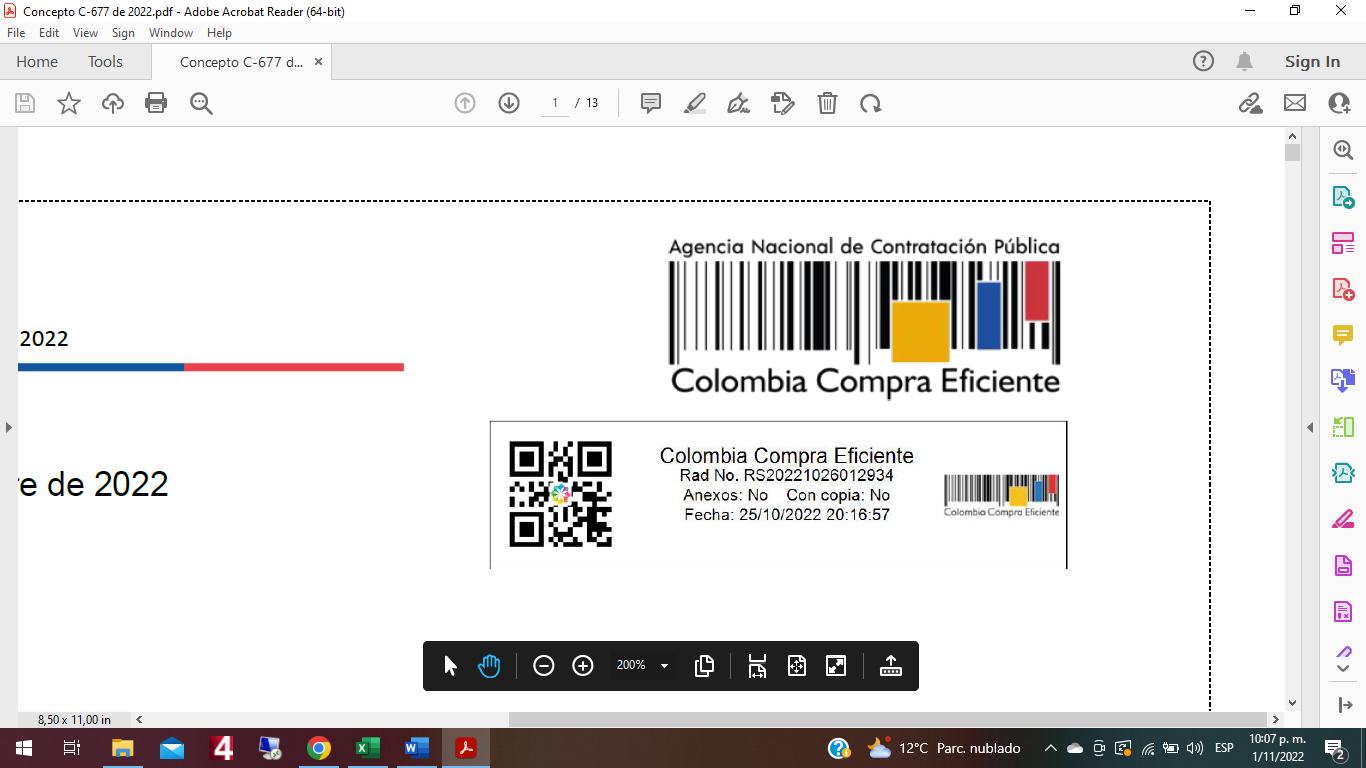 Concepto C-677 de 2022.pdf - Adobe Acrobat Reader (64-bit)
File Edit View Sign Window Help
Home Tools Concepto C-677 d... Sign In
1 / 13
Agencia Nacional de Contratación Pública
Colombia Compra Eficiente
2022
Colombia Compra Eficiente
Rad No. RS20221026012934
Anexos: No Con copia: No
Fecha: 25/10/2022 20:16:57
Colombia Compra Eficiente
re de 2022
200%
8,50 x 11,00 in
4
12°C Parc. nublado
ESP
10:07 p. m.
1/11/2022
2